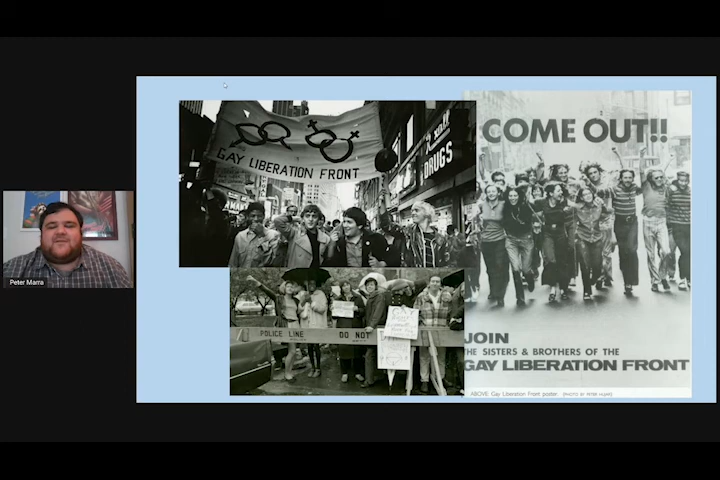 GAY LIBERATION FRONT
DRUGS
POLICE LINE DO NOT
COME OUT!!
JOIN
THE SISTERS & BROTHERS OF THE
GAY LIBERATION FRONT
ABOVE Gay Liberation Front poster.
Peter Marra